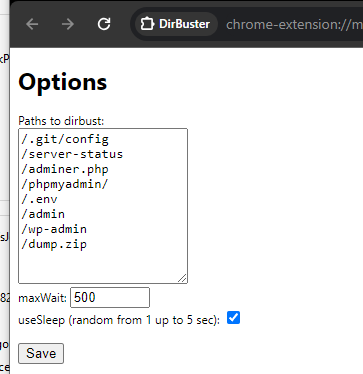 DirBuster chrome-extension://m
Options
Paths to dirbust:
/.git/config
/server-status
/adminer.php
/phpmyadmin/
/.env
/admin
/wp-admin
/dump.zip
maxWait: 500
useSleep (random from 1 up to 5 sec):
Save